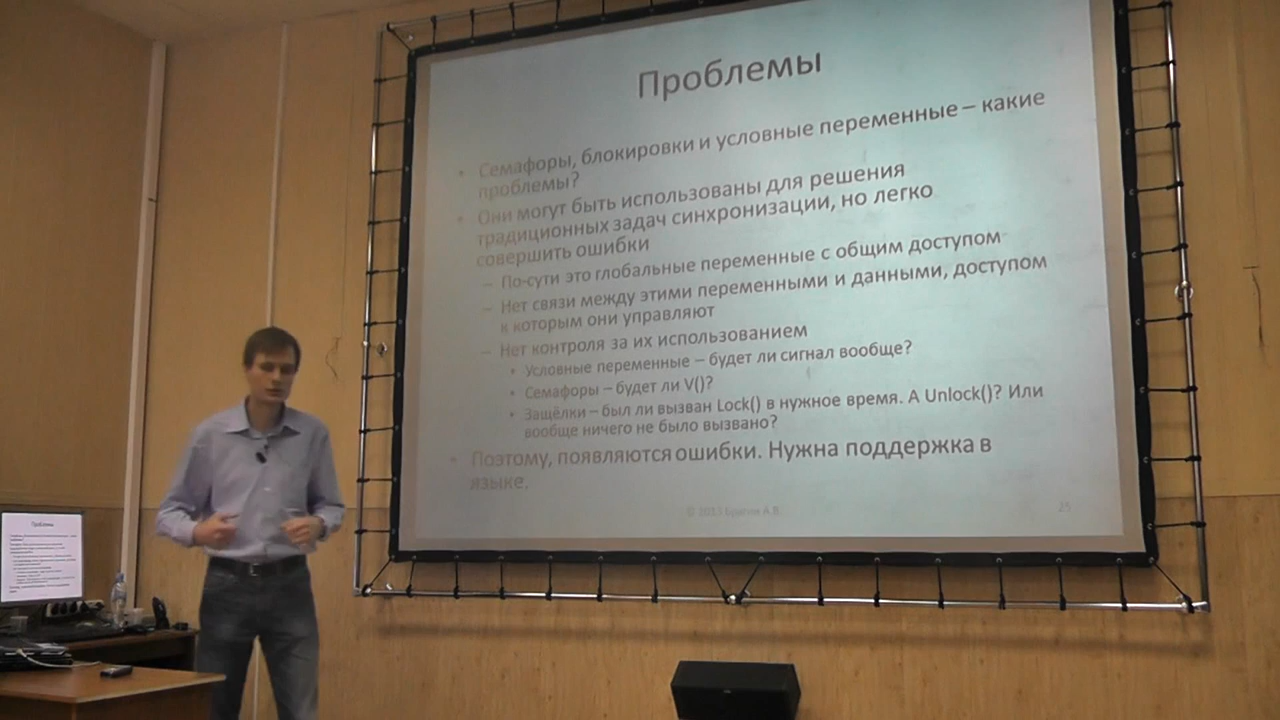 Проблемы
• Семафоры, блокировки и условные переменные – какие
проблемы?
• Они могут быть использованы для решения
традиционных задач синхронизации, но легко
совершить ошибки
– По-сути это глобальные переменные с общим доступом
– Нет связи между этими переменными и данными, доступом
к которым они управляют
– Нет контроля за их использованием
• Условные переменные – будет ли сигнал вообще?
• Семафоры – будет ли V()?
• Защёлки – был ли вызван Lock() в нужное время. А Unlock()? Или
вообще ничего не было вызвано?
• Поэтому, появляются ошибки. Нужна поддержка в
языке.
© 2013 А.В.
25
Проблемы